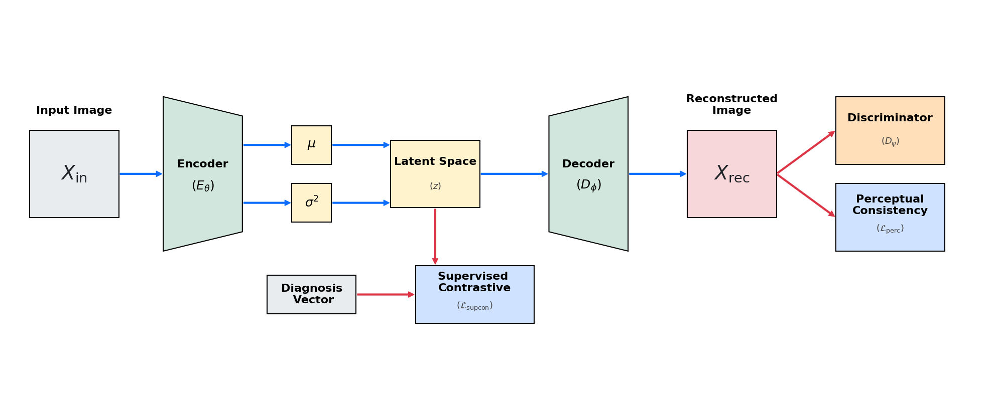 Input Image
X_in
Encoder
(E_θ)
μ
σ²
Latent Space
(z)
Decoder
(D_ϕ)
Reconstructed
Image
X_rec
Discriminator
(D_ψ)
Perceptual
Consistency
(ℒ_perc)
Diagnosis
Vector
Supervised
Contrastive
(ℒ_supcon)